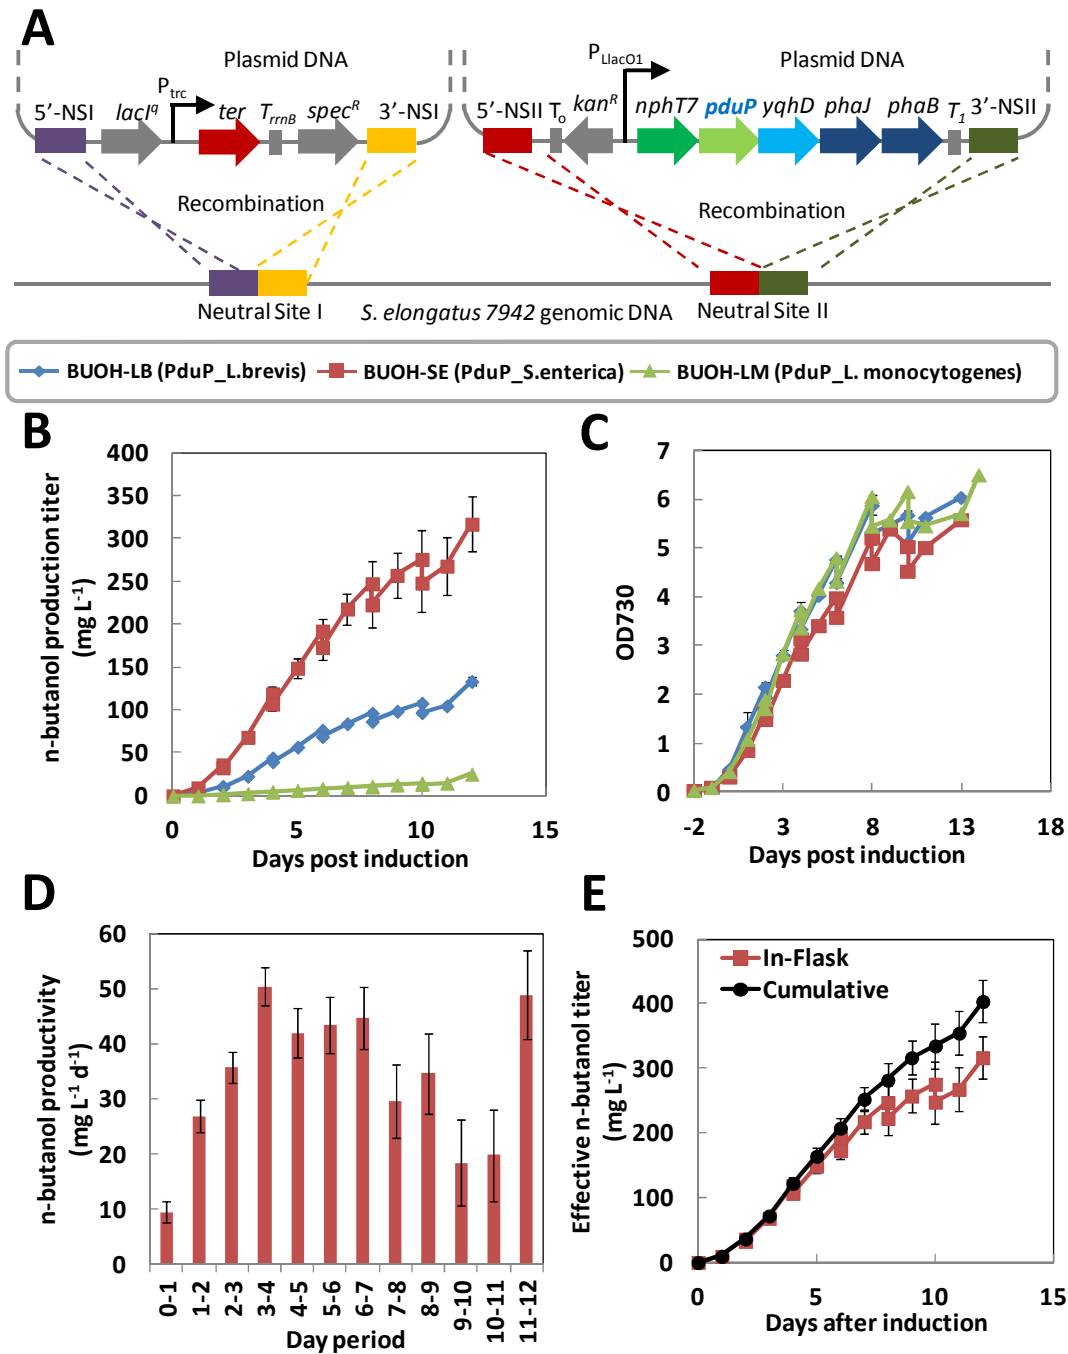 A
Plasmid DNA
Plasmid DNA
5'-NSI lacI^q P_trc ter T_rrnB spec^R 3'-NSI
5'-NSII T_o kan^R P_LlacO1 nphT7 pduP yqhD phaJ phaB T_1 3'-NSII
Recombination
Recombination
Neutral Site I
S. elongatus 7942 genomic DNA
Neutral Site II
BUOH-LB (PduP_L.brevis) BUOH-SE (PduP_S.enterica) BUOH-LM (PduP_L. monocytogenes)
B
n-butanol production titer
(mg L⁻¹)
400
350
300
250
200
150
100
50
0
0 5 10 15
Days post induction
C
OD730
7
6
5
4
3
2
1
0
-2 3 8 13 18
Days post induction
D
n-butanol productivity
(mg L⁻¹ d⁻¹)
60
50
40
30
20
10
0
0-1 1-2 2-3 3-4 4-5 5-6 6-7 7-8 8-9 9-10 10-11 11-12
Day period
E
Effective n-butanol titer
(mg L⁻¹)
500
400
300
200
100
0
In-Flask
Cumulative
0 5 10 15
Days after induction